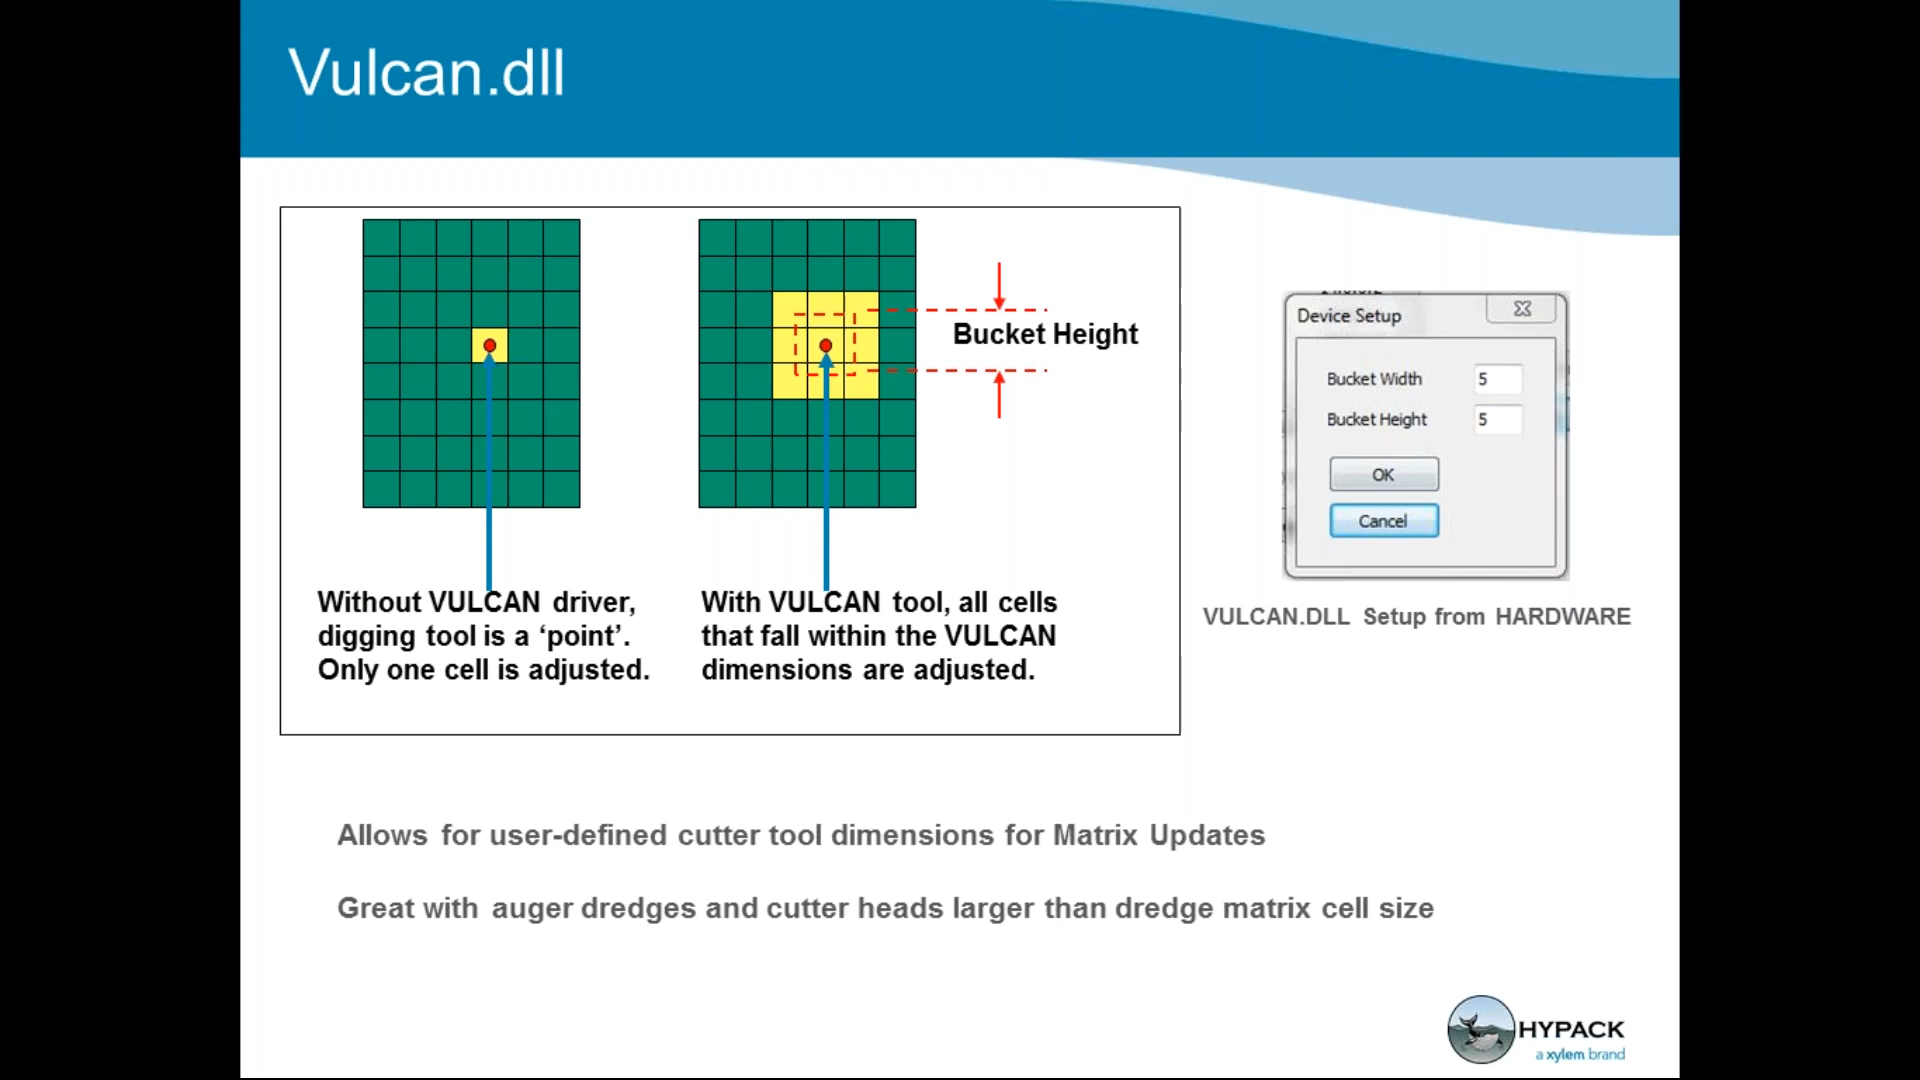 Vulcan.dll
Bucket Height
Without VULCAN driver,
digging tool is a ‘point’.
Only one cell is adjusted.
With VULCAN tool, all cells
that fall within the VULCAN
dimensions are adjusted.
Device Setup
Bucket Width 5
Bucket Height 5
OK
Cancel
VULCAN.DLL Setup from HARDWARE
Allows for user-defined cutter tool dimensions for Matrix Updates
Great with auger dredges and cutter heads larger than dredge matrix cell size
HYPACK
a xylem brand